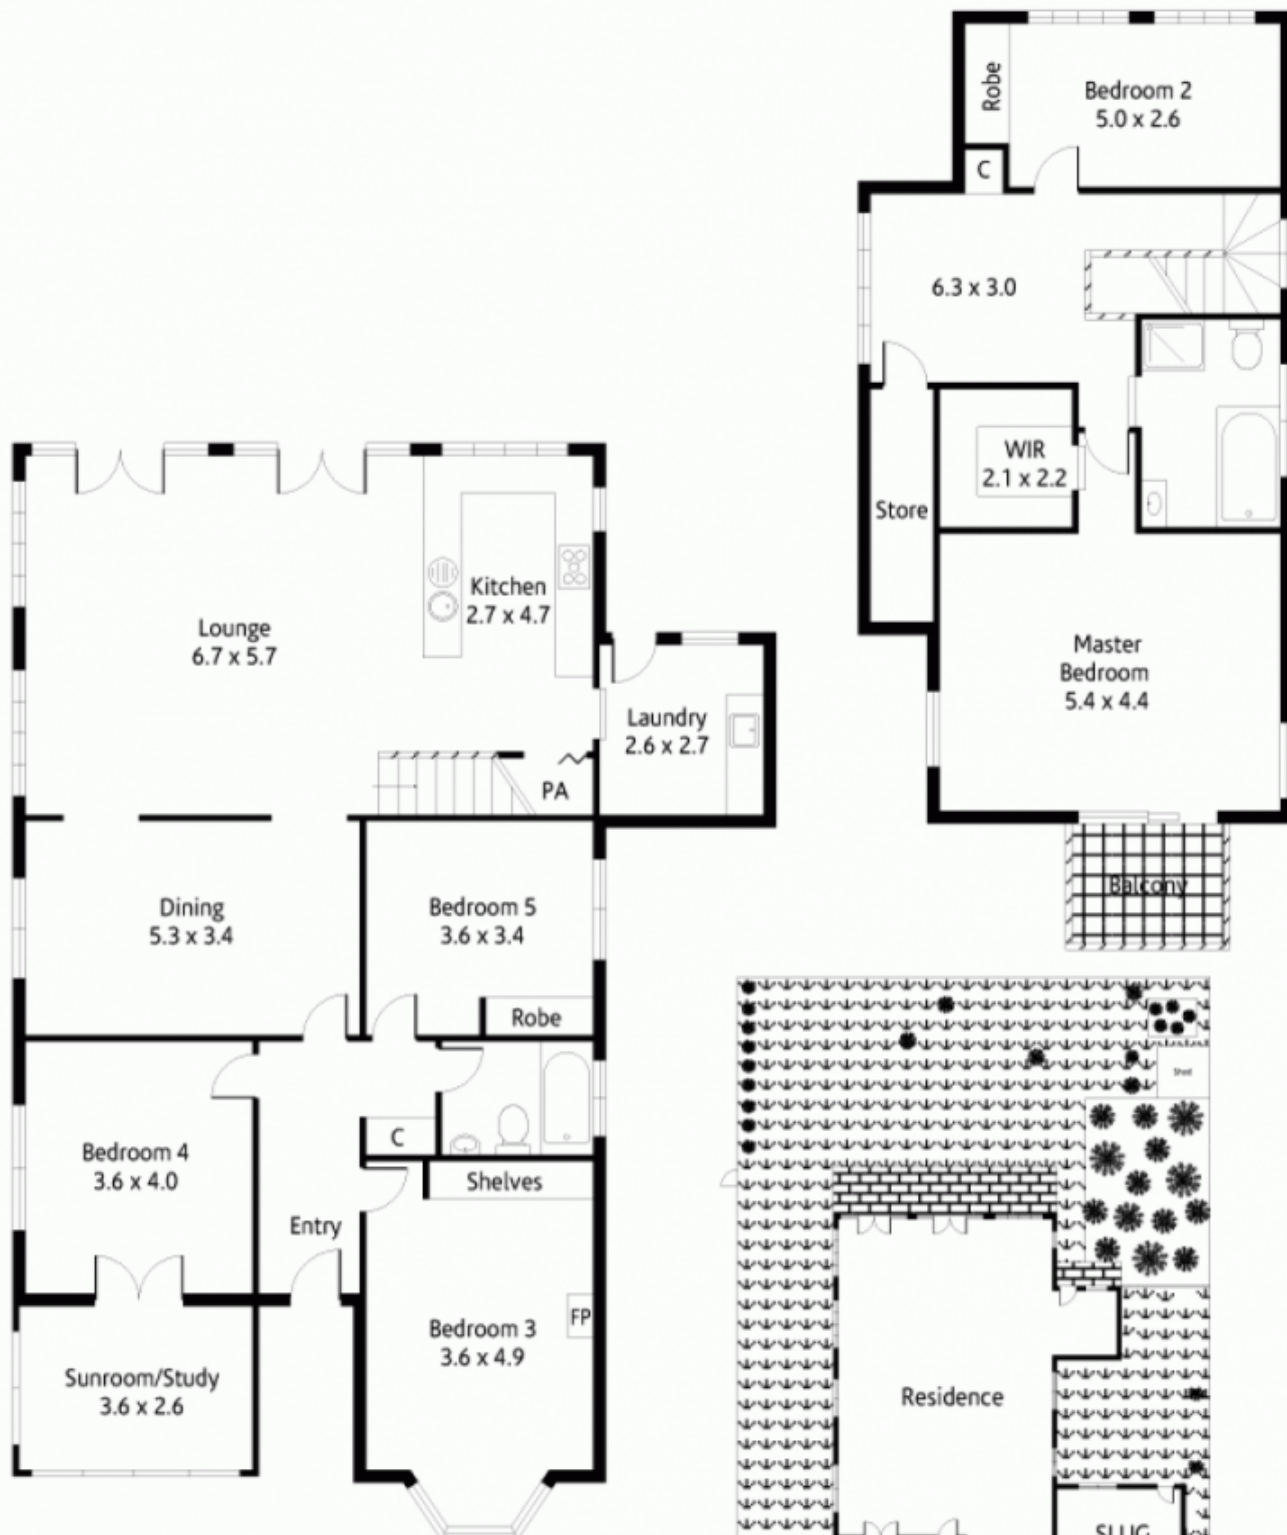 Robe
Bedroom 2
5.0 x 2.6
C
6.3 x 3.0
WIR
2.1 x 2.2
Store
Master
Bedroom
5.4 x 4.4
Balcony
Kitchen
2.7 x 4.7
Lounge
6.7 x 5.7
Laundry
2.6 x 2.7
PA
Dining
5.3 x 3.4
Bedroom 5
3.6 x 3.4
Robe
Bedroom 4
3.6 x 4.0
C
Shelves
Entry
Bedroom 3
3.6 x 4.9
FP
Sunroom/Study
3.6 x 2.6
Shed
Residence